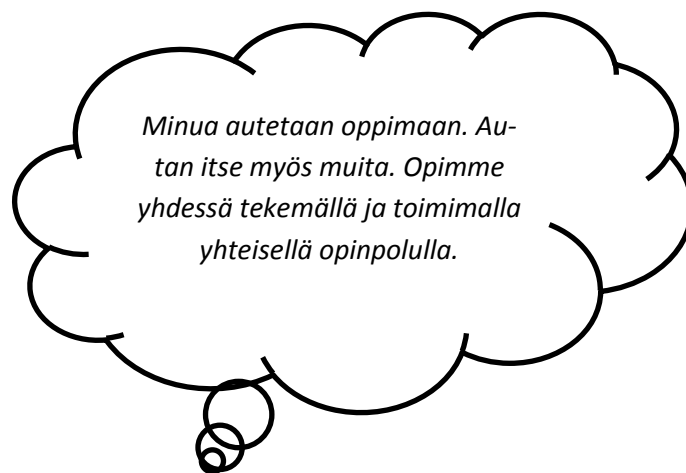 Minua autetaan oppimaan. Au-
tan itse myös muita. Opimme
yhdessä tekemällä ja toimimalla
yhteisellä opinpolulla.